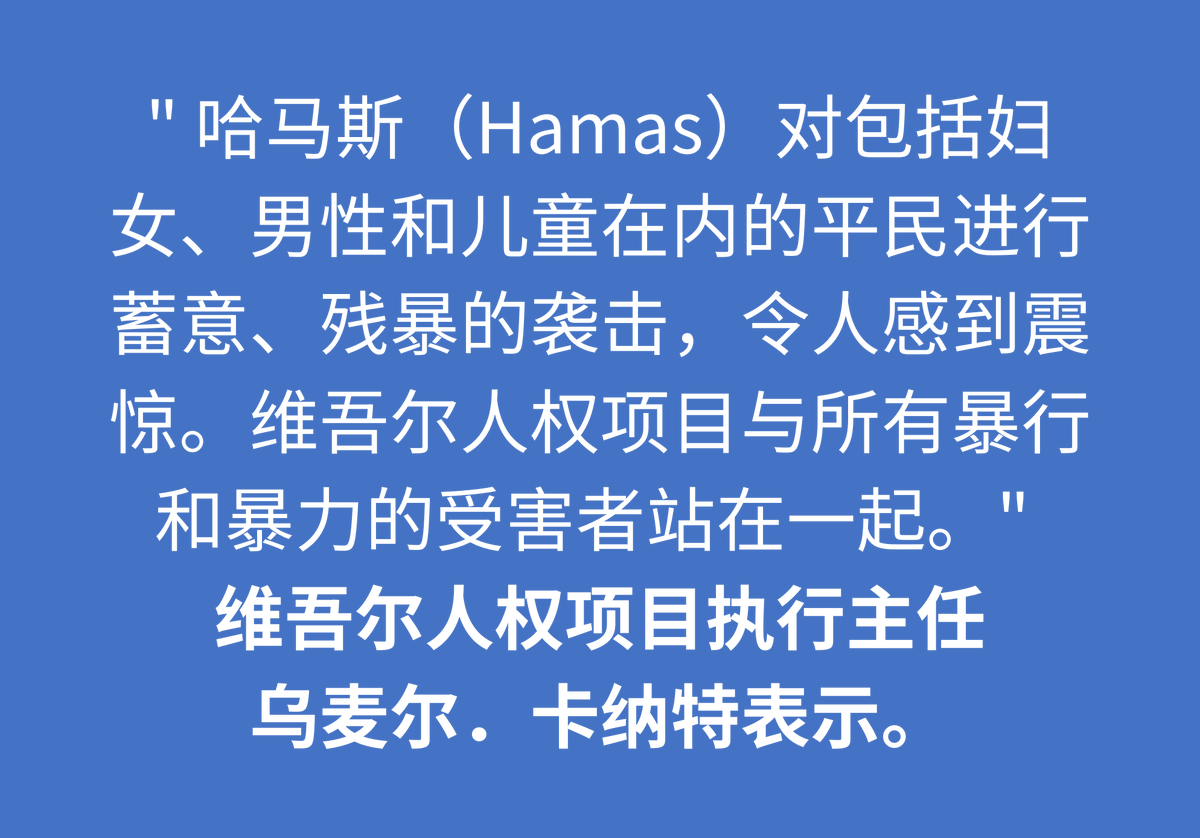 " 哈马斯（Hamas）对包括妇
女、男性和儿童在内的平民进行
蓄意、残暴的袭击，令人感到震
惊。维吾尔人权项目与所有暴行
和暴力的受害者站在一起。 "
维吾尔人权项目执行主任
乌麦尔．卡纳特表示。